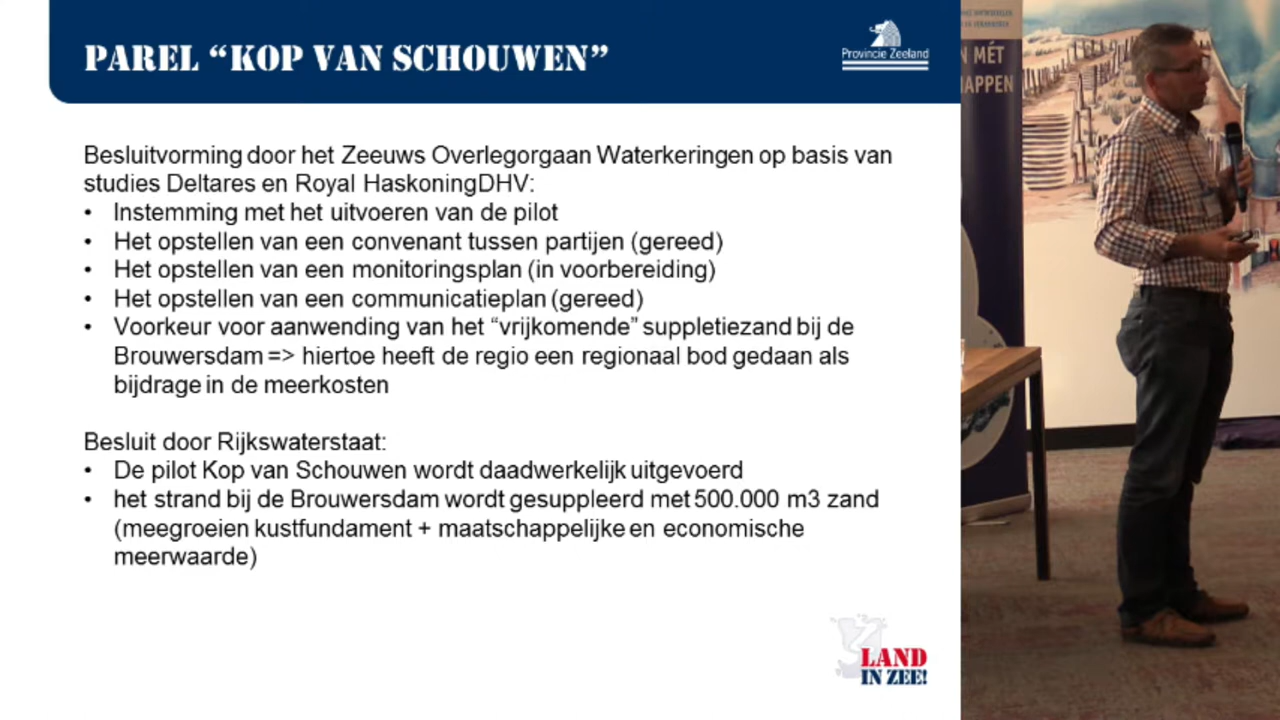 PAREL “KOP VAN SCHOUWEN”
Provincie Zeeland
Besluitvorming door het Zeeuws Overlegorgaan Waterkeringen op basis van
studies Deltares en Royal HaskoningDHV:
• Instemming met het uitvoeren van de pilot
• Het opstellen van een convenant tussen partijen (gereed)
• Het opstellen van een monitoringsplan (in voorbereiding)
• Het opstellen van een communicatieplan (gereed)
• Voorkeur voor aanwending van het “vrijkomende” suppletiezand bij de
Brouwersdam => hiertoe heeft de regio een regionaal bod gedaan als
bijdrage in de meerkosten
Besluit door Rijkswaterstaat:
• De pilot Kop van Schouwen wordt daadwerkelijk uitgevoerd
• het strand bij de Brouwersdam wordt gesuppleerd met 500.000 m3 zand
(meegroeien kustfundament + maatschappelijke en economische
meerwaarde)
LAND
IN ZEE!
N MÉT
APPEN